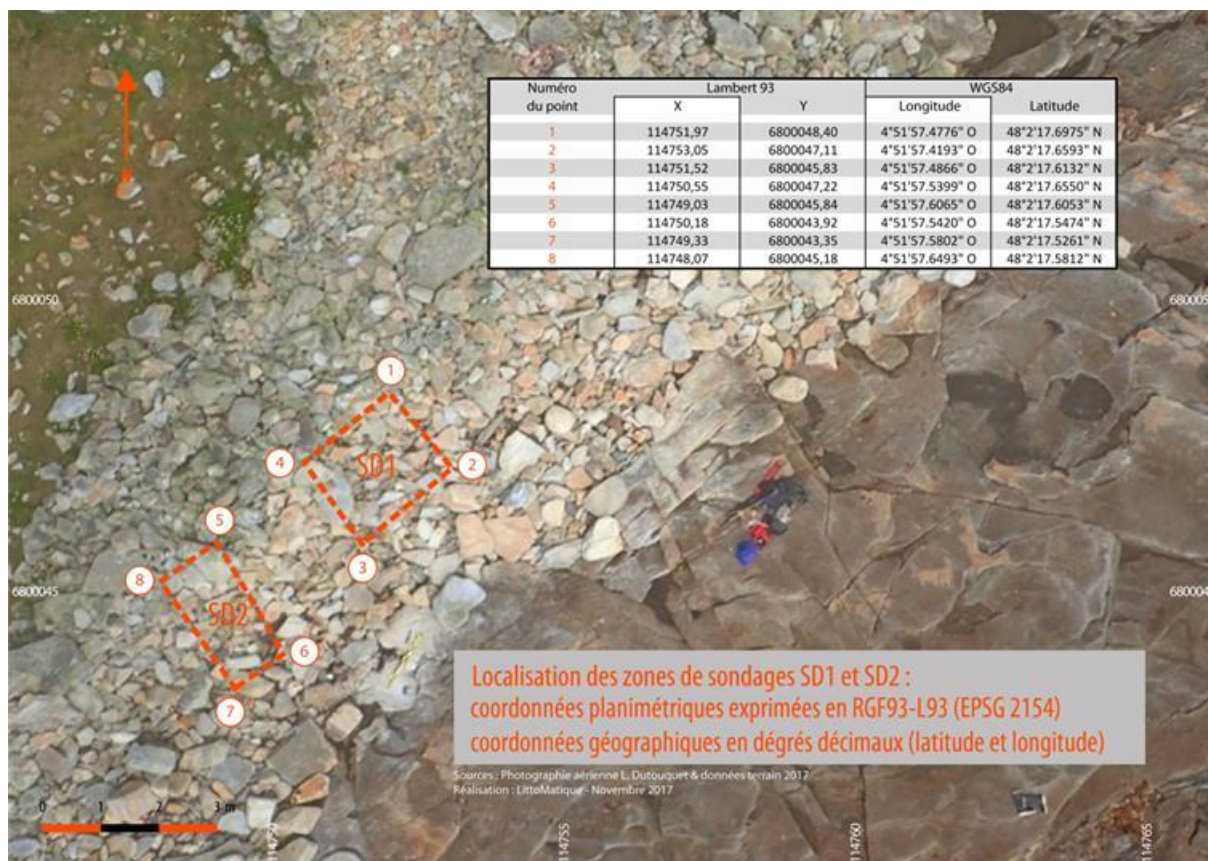 Numéro Lambert 93 WGS84
du point X Y Longitude Latitude
1 114751,97 6800048,40 4°51'57.4776" O 48°2'17.6975" N
2 114753,05 6800047,11 4°51'57.4193" O 48°2'17.6593" N
3 114751,52 6800045,83 4°51'57.4866" O 48°2'17.6132" N
4 114750,55 6800047,22 4°51'57.5399" O 48°2'17.6550" N
5 114749,03 6800045,84 4°51'57.6065" O 48°2'17.6053" N
6 114750,18 6800043,92 4°51'57.5420" O 48°2'17.5474" N
7 114749,33 6800043,35 4°51'57.5802" O 48°2'17.5261" N
8 114748,07 6800045,18 4°51'57.6493" O 48°2'17.5812" N
6800050 680005
1
4 SD1 2
5
3
8
6800045 680004
SD2
6
7
Localisation des zones de sondages SD1 et SD2 :
coordonnées planimétriques exprimées en RGF93-L93 (EPSG 2154)
coordonnées géographiques en dégrés décimaux (latitude et longitude)
Sources : Photographie aérienne L. Dutouquet & données terrain 2017
Réalisation : LittoMatique - Novembre 2017
0 1 2 3 m
114750 114755 114760 114765